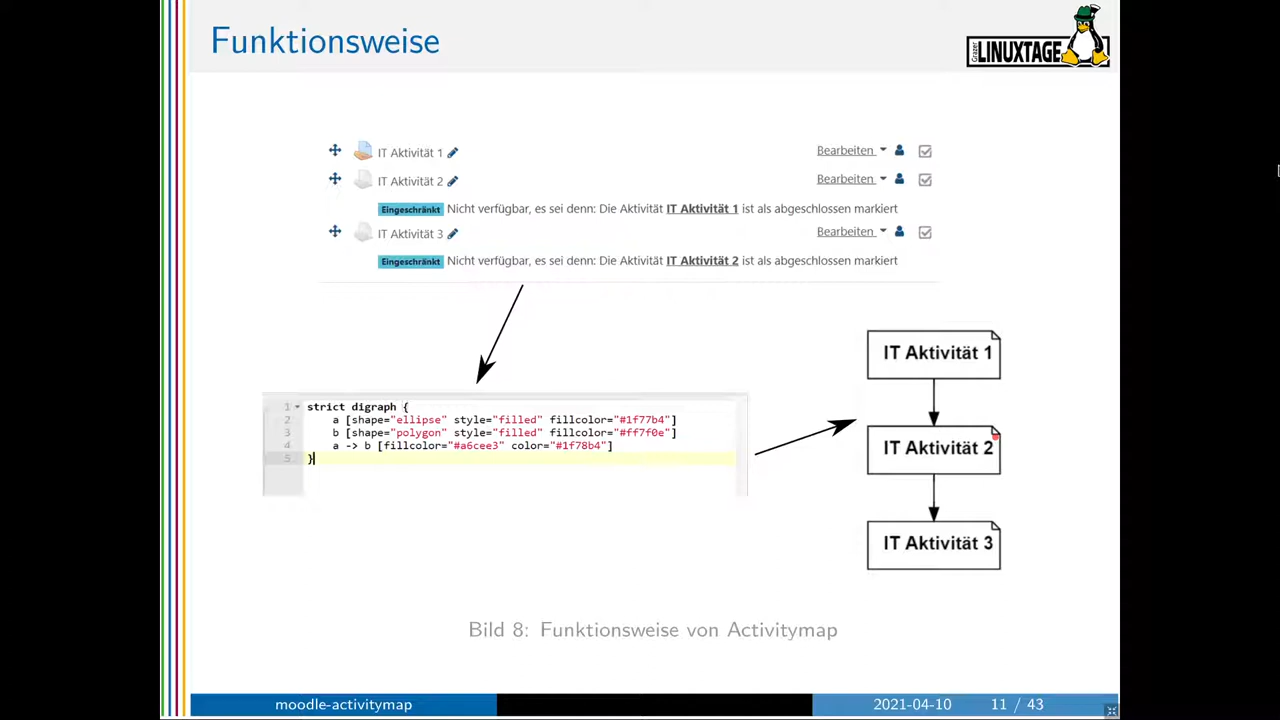 Funktionsweise
Grazer
LINUXTAGE
IT Aktivität 1
Bearbeiten
IT Aktivität 2
Bearbeiten
Eingeschränkt Nicht verfügbar, es sei denn: Die Aktivität IT Aktivität 1 ist als abgeschlossen markiert
IT Aktivität 3
Bearbeiten
Eingeschränkt Nicht verfügbar, es sei denn: Die Aktivität IT Aktivität 2 ist als abgeschlossen markiert
1 strict digraph {
2 a [shape="ellipse" style="filled" fillcolor="#1f77b4"]
3 b [shape="polygon" style="filled" fillcolor="#ff7f0e"]
4 a -> b [fillcolor="#a6cee3" color="#1f78b4"]
5 }
IT Aktivität 1
IT Aktivität 2
IT Aktivität 3
Bild 8: Funktionsweise von Activitymap
moodle-activitymap
2021-04-10
11 / 43